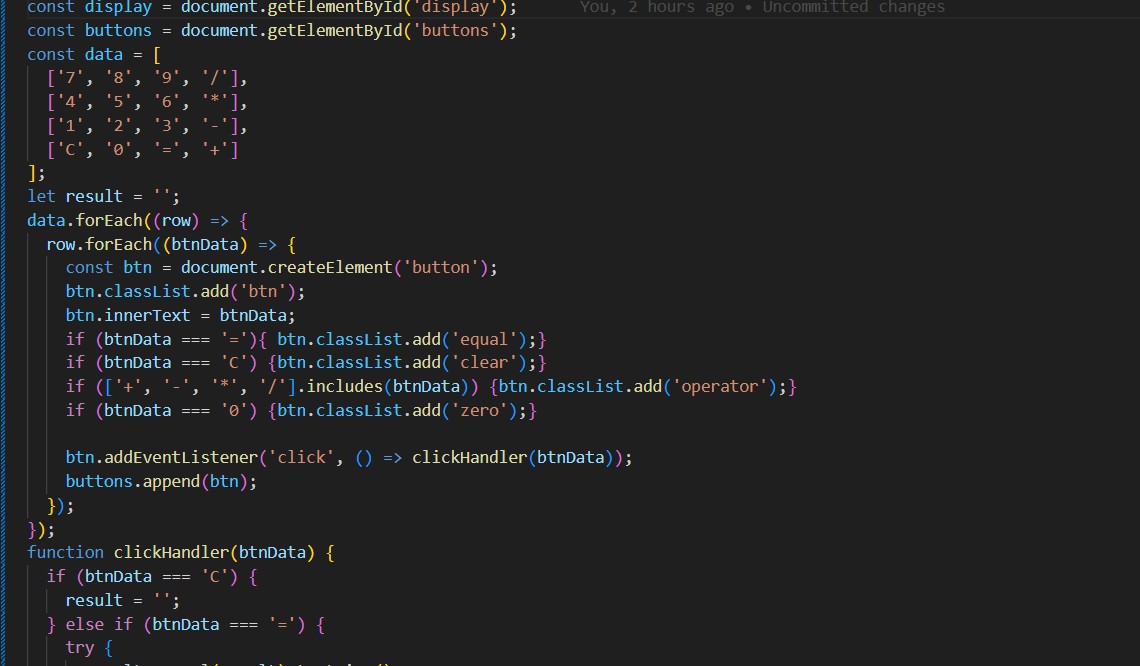 const display = document.getElementById('display');     You, 2 hours ago • Uncommitted changes
const buttons = document.getElementById('buttons');
const data = [
  ['7', '8', '9', '/'],
  ['4', '5', '6', '*'],
  ['1', '2', '3', '-'],
  ['C', '0', '=', '+']
];
let result = '';
data.forEach((row) => {
  row.forEach((btnData) => {
    const btn = document.createElement('button');
    btn.classList.add('btn');
    btn.innerText = btnData;
    if (btnData === '='){ btn.classList.add('equal');}
    if (btnData === 'C') {btn.classList.add('clear');}
    if (['+', '-', '*', '/'].includes(btnData)) {btn.classList.add('operator');}
    if (btnData === '0') {btn.classList.add('zero');}

    btn.addEventListener('click', () => clickHandler(btnData));
    buttons.append(btn);
  });
});
function clickHandler(btnData) {
  if (btnData === 'C') {
    result = '';
  } else if (btnData === '=') {
    try {